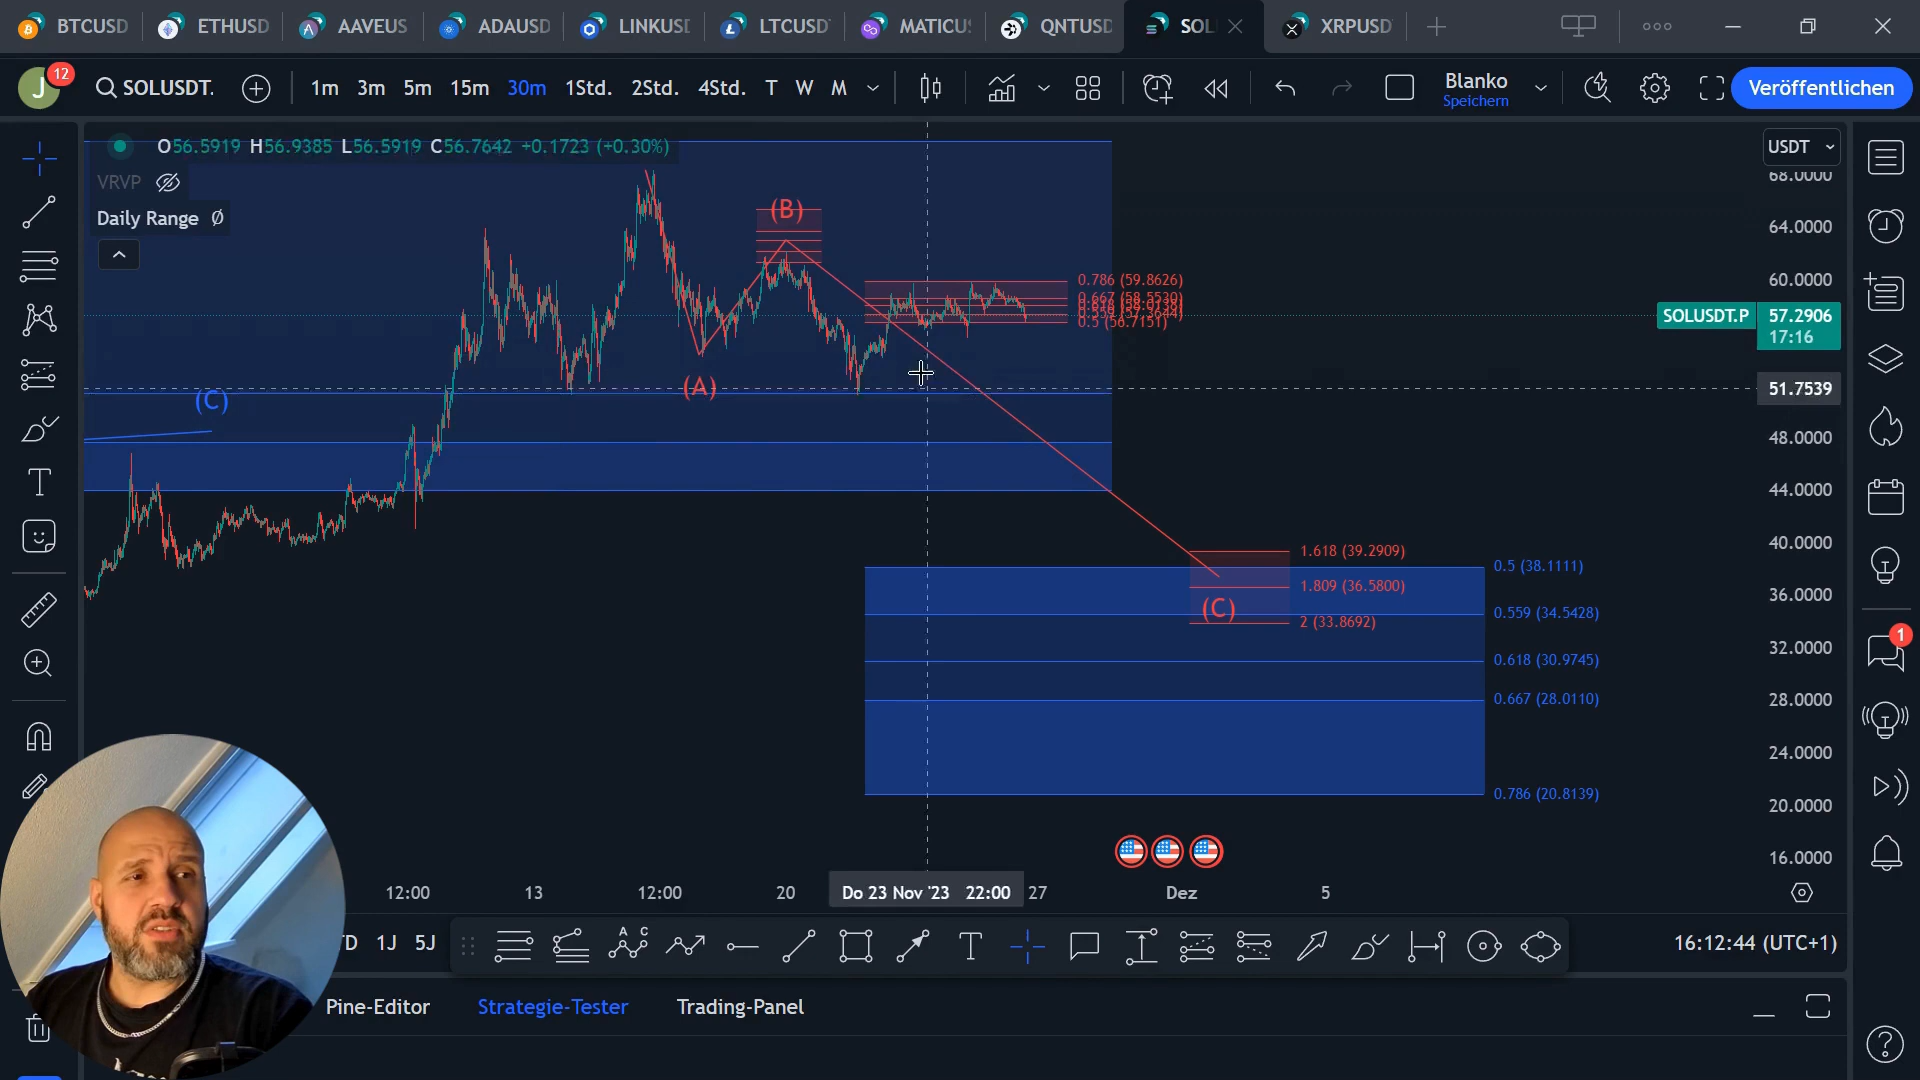 BTCUSD ETHUSD AAVEUS ADAUSD LINKUSD LTCUSDT MATICUS QNTUSD SOL XRPUSD
J 12 SOLUSDT. 1m 3m 5m 15m 30m 1Std. 2Std. 4Std. T W M Blanko Speichern Veröffentlichen
O56.5919 H56.9385 L56.5919 C56.7642 +0.1723 (+0.30%)
USDT
VRVP
68.0000
Daily Range Ø
(B)
64.0000
0.786 (59.8626)
60.0000
0.667 (58.5530)
0.5 (56.7151)
SOLUSDT.P 57.2906
17:16
(A)
51.7539
(C)
48.0000
44.0000
40.0000
1.618 (39.2909)
0.5 (38.1111)
1.809 (36.5800)
36.0000
(C)
0.559 (34.5428)
2 (33.8692)
32.0000
0.618 (30.9745)
0.667 (28.0110)
28.0000
1
24.0000
0.786 (20.8139)
20.0000
16.0000
12:00 13 12:00 20 Do 23 Nov '23 22:00 27 Dez 5
1J 5J
A C
T
16:12:44 (UTC+1)
Pine-Editor Strategie-Tester Trading-Panel